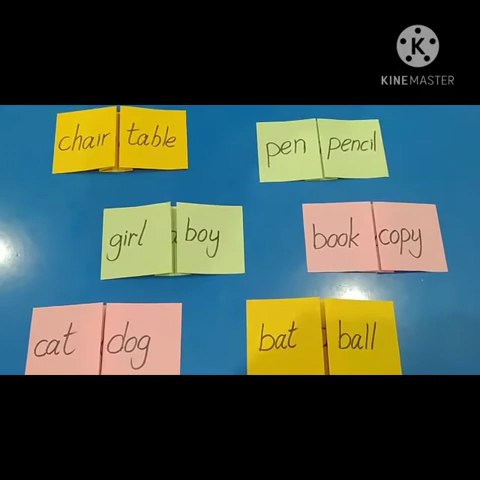 KINEMASTER
chair table
pen pencil
girl boy
book copy
cat dog
bat ball